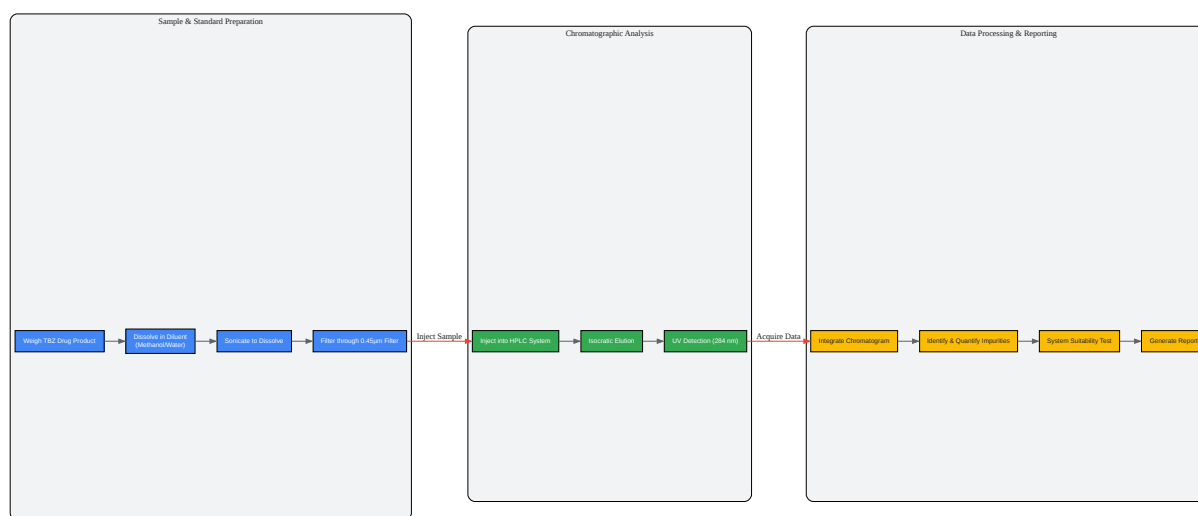 Sample & Standard Preparation
Weigh TBZ Drug Product
Dissolve in Diluent
(Methanol/Water)
Sonicate to Dissolve
Filter through 0.45µm Filter
Inject Sample
Chromatographic Analysis
Inject into HPLC System
Isocratic Elution
UV Detection (284 nm)
Acquire Data
Data Processing & Reporting
Integrate Chromatogram
Identify & Quantify Impurities
System Suitability Test
Generate Report